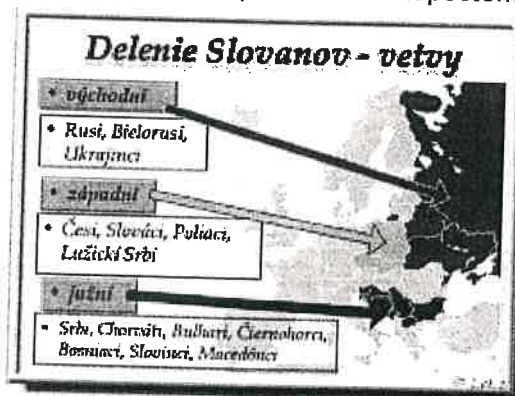 Delenie Slovanov - vetvy
• východní
• Rusi, Bielorusi,
Ukrajinci
• západní
• Česi, Slováci, Poliaci,
Lužickí Srbi
• južní
• Srbi, Chorváti, Bulhari, Čiernohorci,
Bosniaci, Slovinci, Macedónci